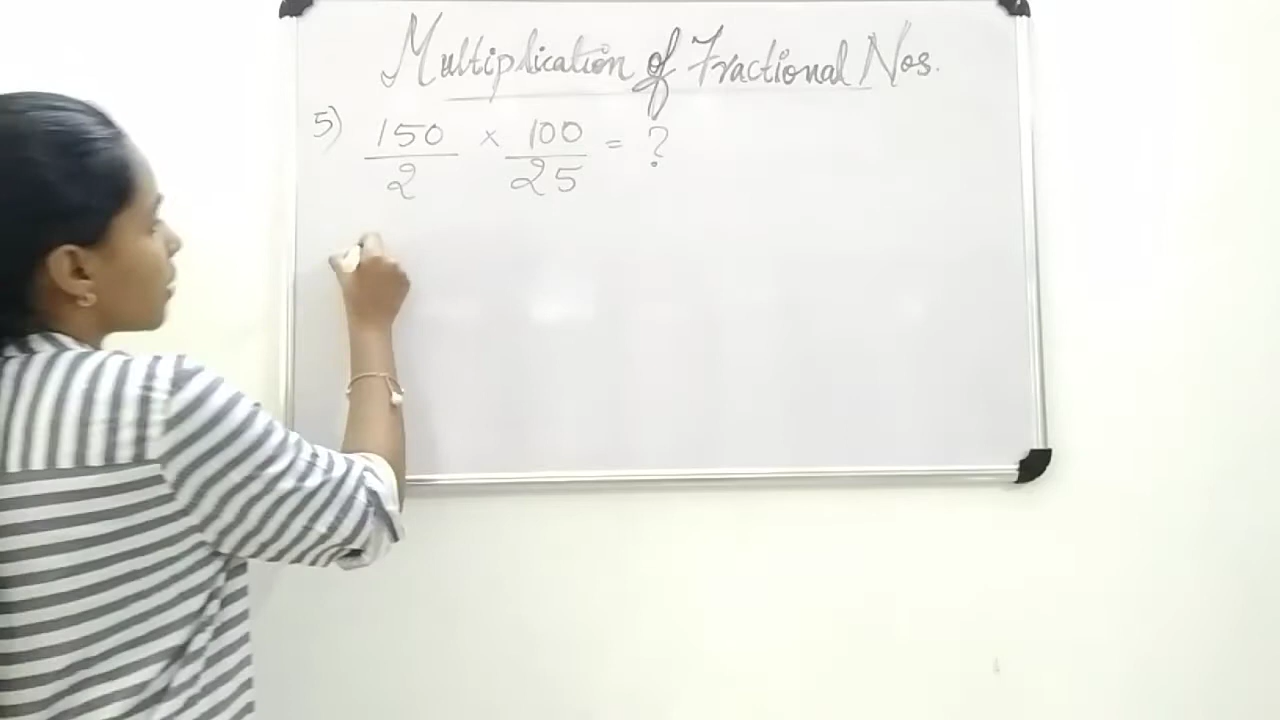 Multiplication of Fractional Nos.
5) 150/2 × 100/25 = ?